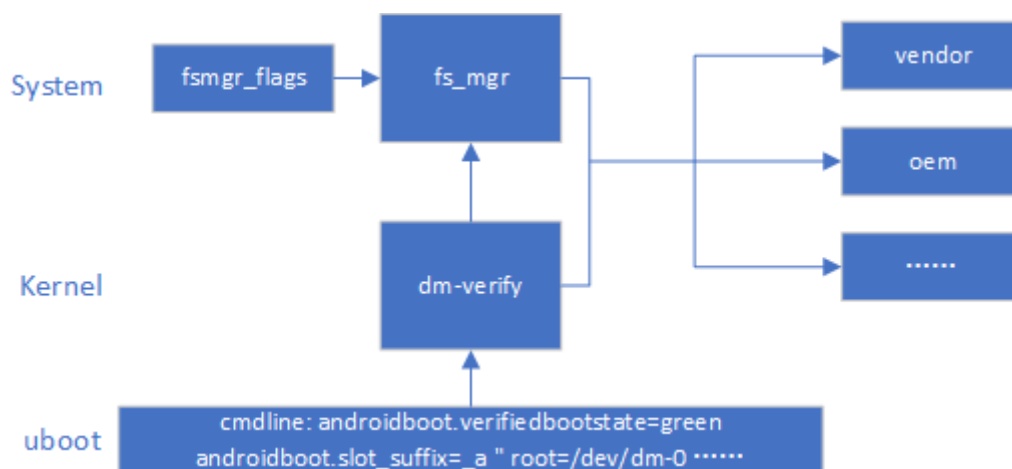 System
fsmgr_flags
fs_mgr
vendor
oem
······
Kernel
dm-verify
uboot
cmdline: androidboot.verifiedbootstate=green
androidboot.slot_suffix=_a " root=/dev/dm-0 ······